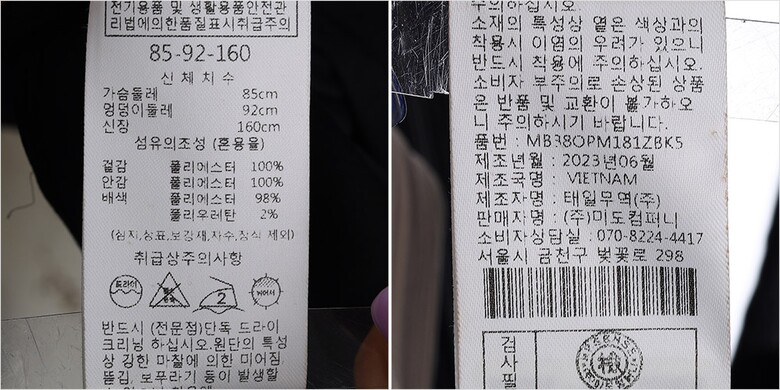 전기용품 및 생활용품안전관
리법에의한품질표시취급주의
85-92-160
신체치수
가슴둘레 85cm
엉덩이둘레 92cm
신장 160cm
섬유의조성 (혼용율)
겉감 폴리에스터 100%
안감 폴리에스터 100%
배색 폴리에스터 98%
폴리우레탄 2%
(심지,상표,보강재,자수,장식 제외)
취급상주의사항
드라이
2
뉘어서
반드시 (전문점)단독 드라이
크리닝 하십시오.원단의 특성
상 강한 마찰에 의한 미어짐
뜯김, 보푸라기 등이 발생할
주의하십시오.
소재의 특성상 옅은 색상과의
착용시 이염의 우려가 있으니
반드시 착용에 주의하십시오.
소비자 부주의로 손상된 상품
은 반품 및 교환이 불가하오
니 주의하시기 바랍니다.
품번 : MB38OPM181ZBK5
제조년월 : 2023년06월
제조국명 : VIETNAM
제조자명 : 태일무역(주)
판매자명 : (주)미도컴퍼니
소비자상담실 : 070-8224-4417
서울시 금천구 벚꽃로 298
검사필